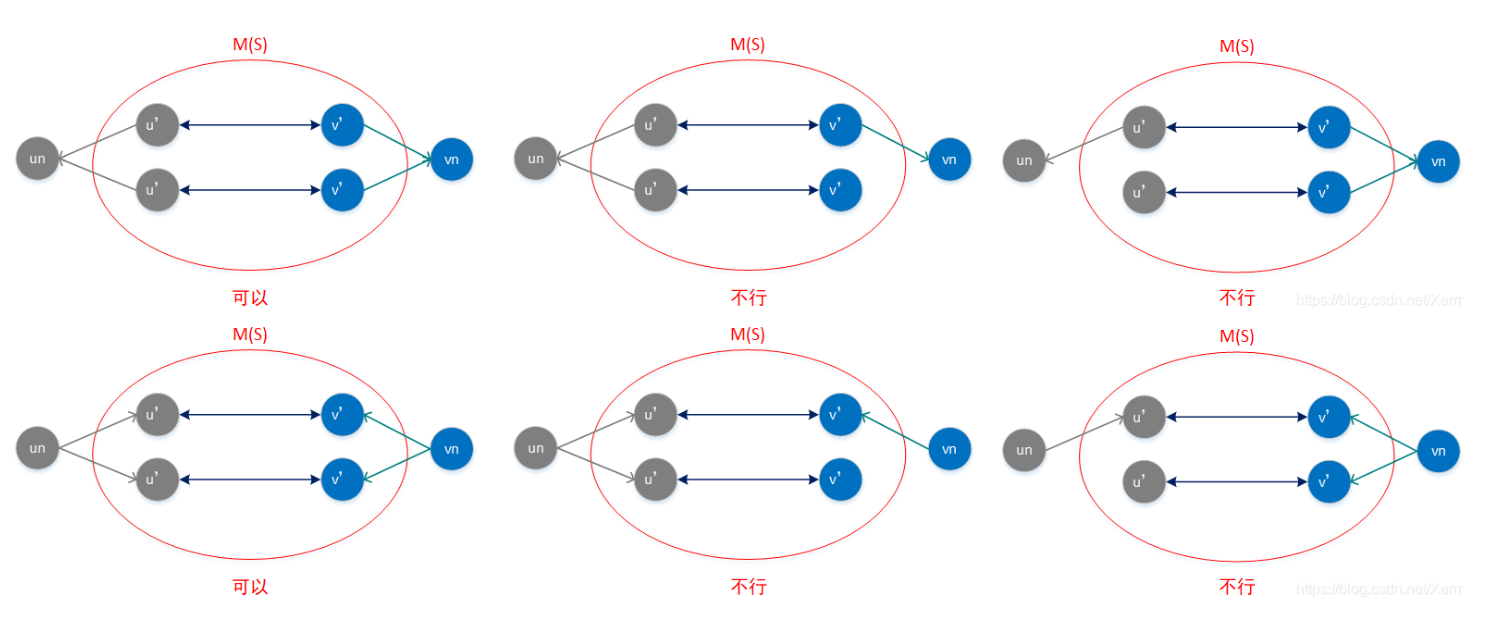 M(S) M(S) M(S)
u' v' u' v' u' v'
un vn un vn un vn
u' v' u' v' u' v'
可以 不行 不行 https://blog.csdn.net/Xerrr
M(S) M(S) M(S)
u' v' u' v' u' v'
un vn un vn un vn
u' v' u' v' u' v'
可以 不行 不行 https://blog.csdn.net/Xerrr